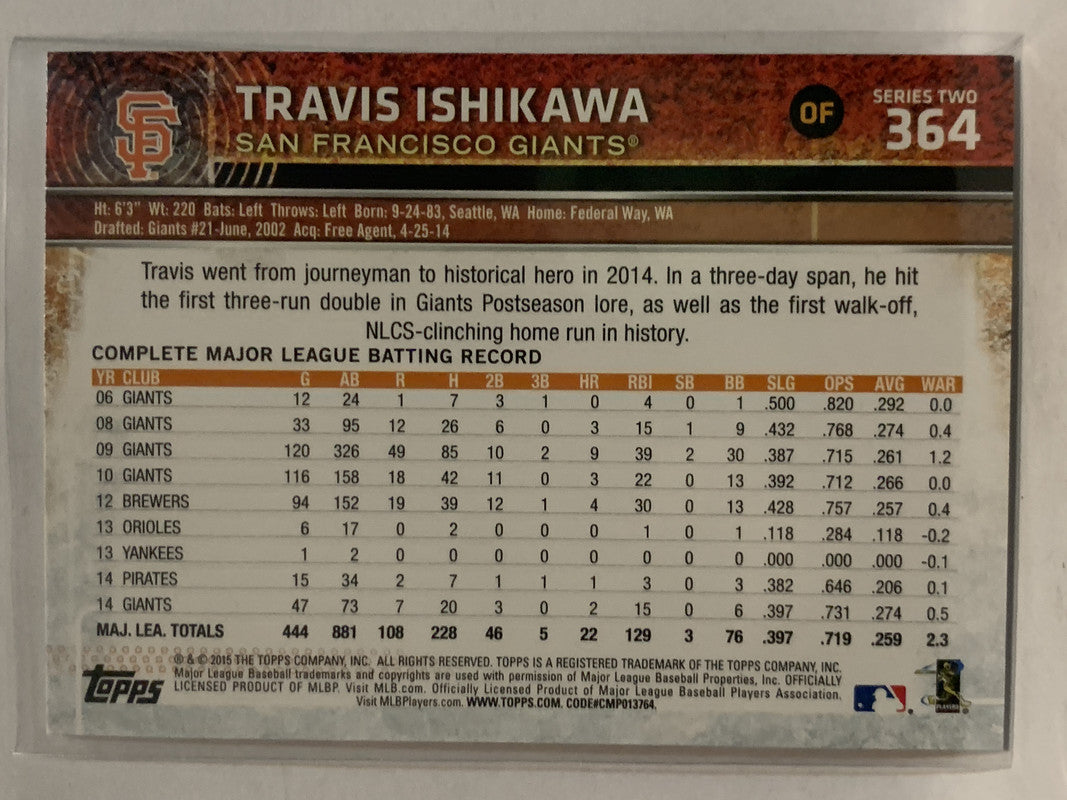 SF
TRAVIS ISHIKAWA
SAN FRANCISCO GIANTS®
OF
SERIES TWO
364
Ht: 6'3" Wt: 220 Bats: Left Throws: Left Born: 9-24-83, Seattle, WA Home: Federal Way, WA
Drafted: Giants #21-June, 2002 Acq: Free Agent, 4-25-14
Travis went from journeyman to historical hero in 2014. In a three-day span, he hit
the first three-run double in Giants Postseason lore, as well as the first walk-off,
NLCS-clinching home run in history.
COMPLETE MAJOR LEAGUE BATTING RECORD
YR CLUB G AB R H 2B 3B HR RBI SB BB SLG OPS AVG WAR
06 GIANTS 12 24 1 7 3 1 0 4 0 1 .500 .820 .292 0.0
08 GIANTS 33 95 12 26 6 0 3 15 1 9 .432 .768 .274 0.4
09 GIANTS 120 326 49 85 10 2 9 39 2 30 .387 .715 .261 1.2
10 GIANTS 116 158 18 42 11 0 3 22 0 13 .392 .712 .266 0.0
12 BREWERS 94 152 19 39 12 1 4 30 0 13 .428 .757 .257 0.4
13 ORIOLES 6 17 0 2 0 0 0 1 0 1 .118 .284 .118 -0.2
13 YANKEES 1 2 0 0 0 0 0 0 0 0 .000 .000 .000 -0.1
14 PIRATES 15 34 2 7 1 1 1 3 0 3 .382 .646 .206 0.1
14 GIANTS 47 73 7 20 3 0 2 15 0 6 .397 .731 .274 0.5
MAJ. LEA. TOTALS 444 881 108 228 46 5 22 129 3 76 .397 .719 .259 2.3
® & © 2015 THE TOPPS COMPANY, INC. ALL RIGHTS RESERVED. TOPPS IS A REGISTERED TRADEMARK OF THE TOPPS COMPANY, INC.
Major League Baseball trademarks and copyrights are used with permission of Major League Baseball Properties, Inc. OFFICIALLY
LICENSED PRODUCT OF MLBP. Visit MLB.com. Officially Licensed Product of Major League Baseball Players Association.
Visit MLBPlayers.com. WWW.TOPPS.COM. CODE#CMP013764.
topps
PLAYERS